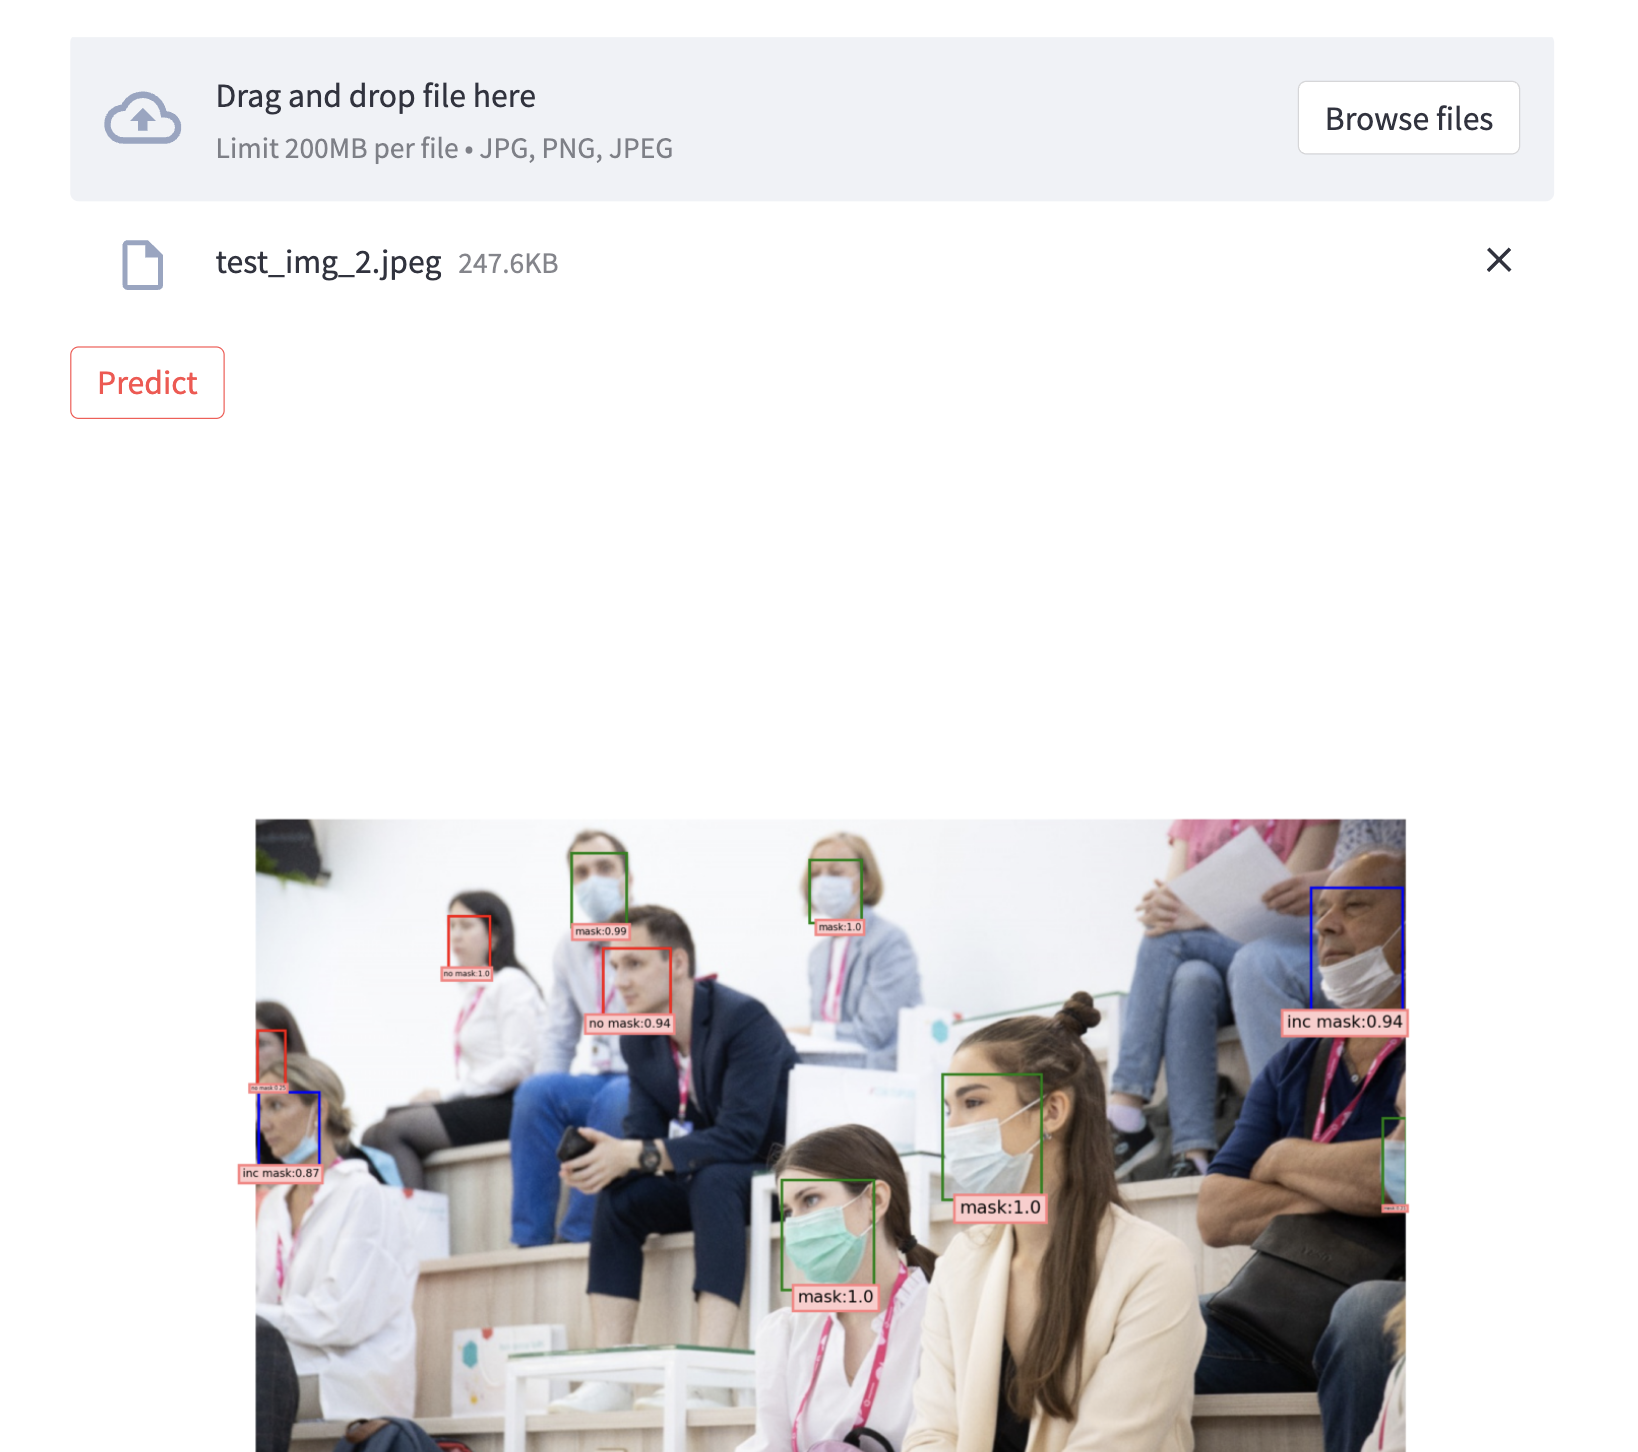 Drag and drop file here
Limit 200MB per file • JPG, PNG, JPEG
Browse files
test_img_2.jpeg 247.6KB
Predict
mask:0.99
mask:1.0
no mask:1.0
no mask:0.94
inc mask:0.94
inc mask:0.87
mask:1.0
mask:1.0